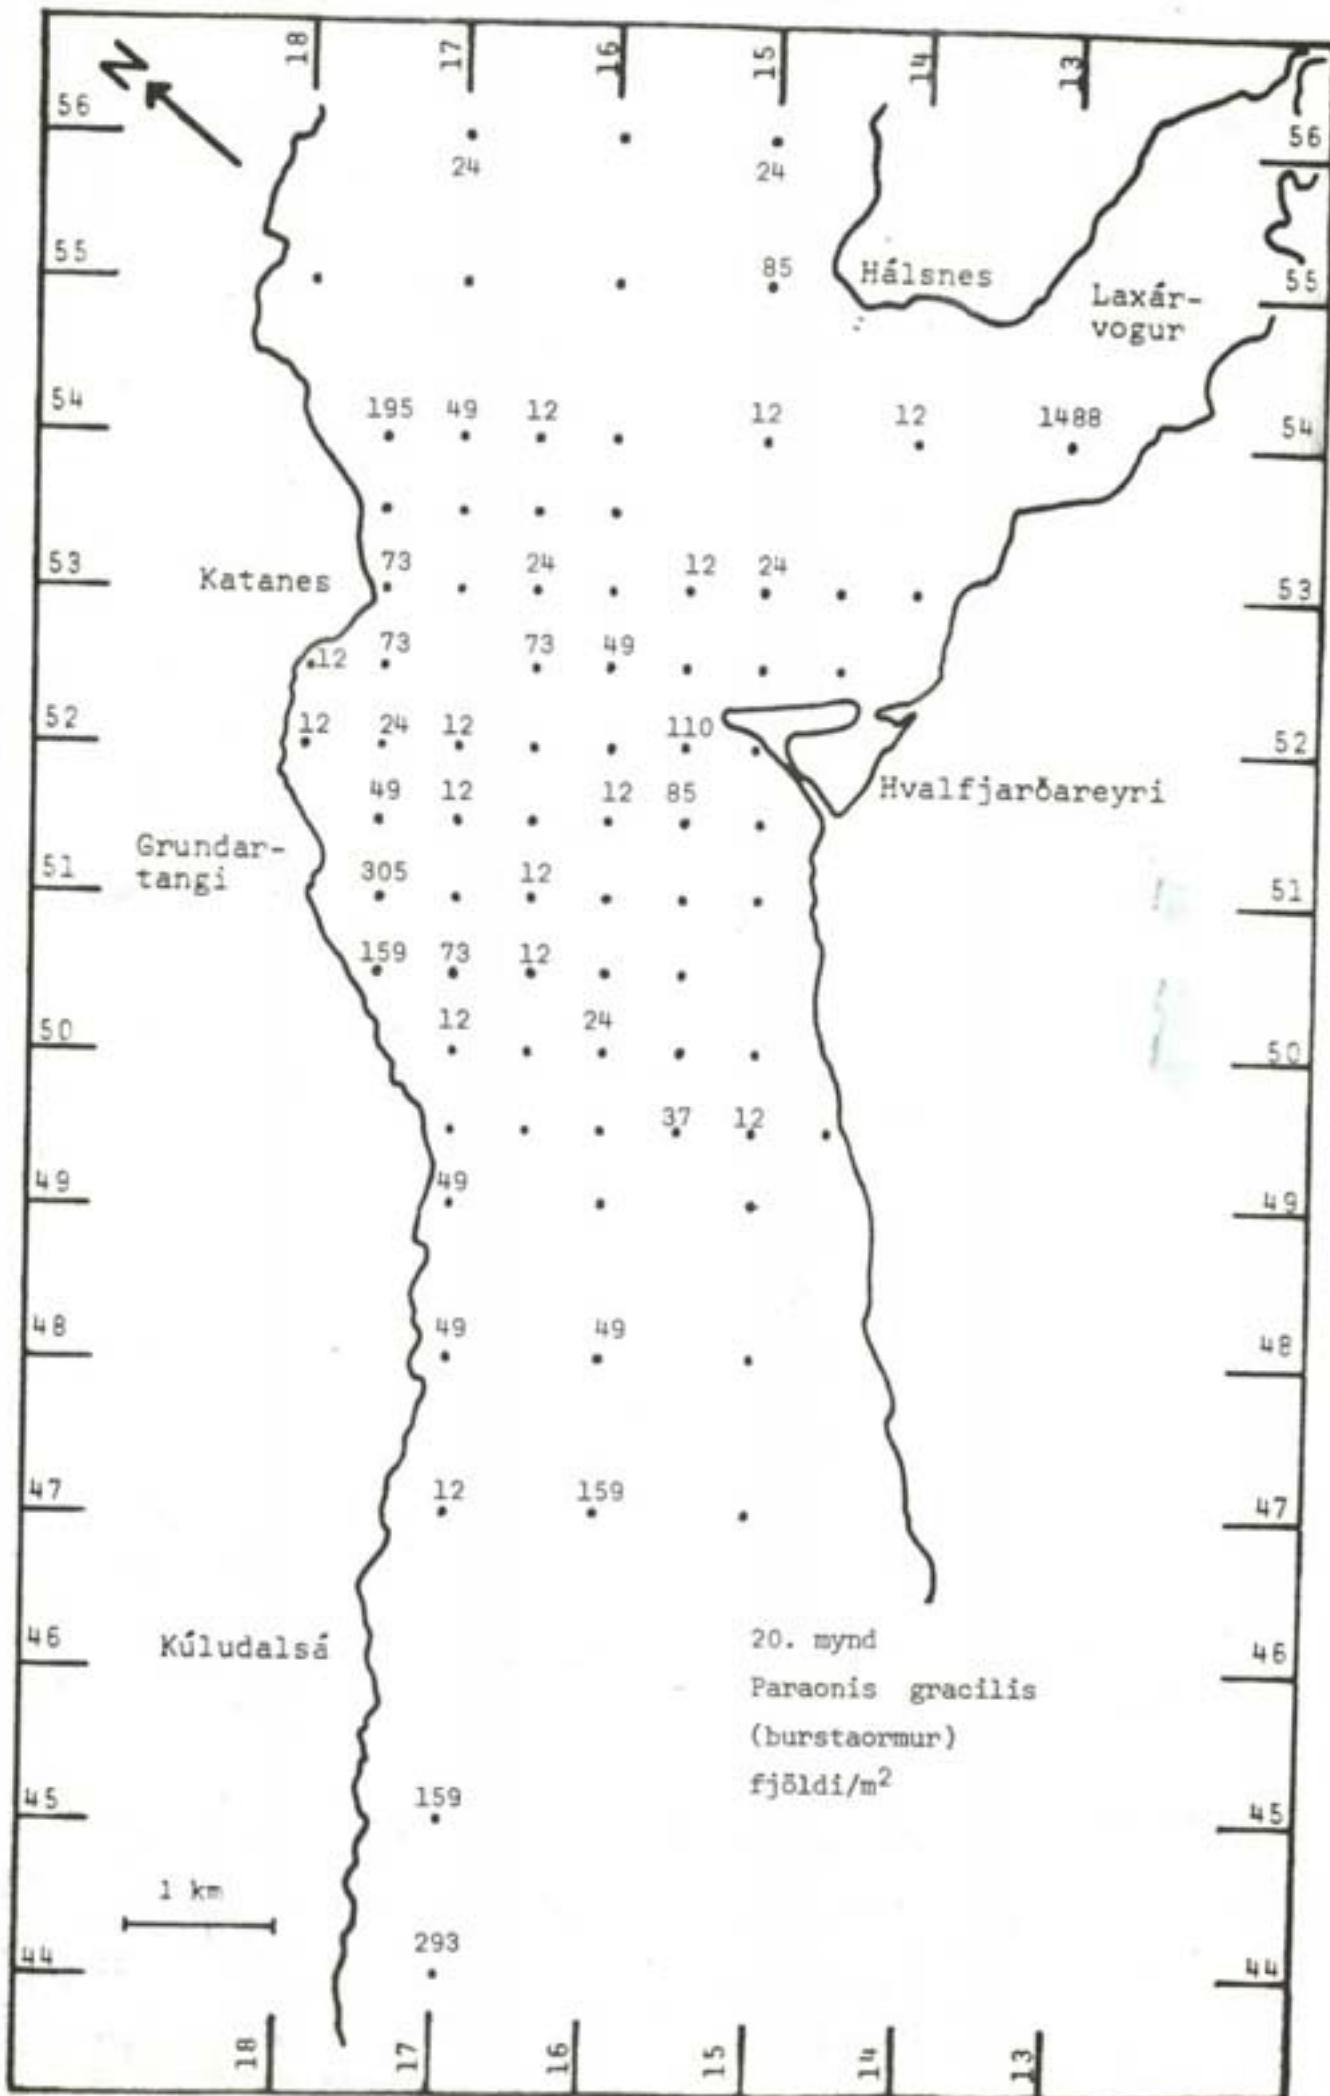 18 17 16 15 14 13
N
56 56
24 24
55 85 Hálsnes 55
Laxár-
vogur
54 195 49 12 12 12 1488 54
53 73 24 12 24 53
Katanes
12 73 73 49
52 12 24 12 110 52
49 12 12 85 Hvalfjarðareyri
Grundar-
tangi
51 305 12 51
159 73 12
50 12 24 50
37 12
49 49 49
48 49 49 48
47 12 159 47
46 Kúludalsá 46
20. mynd
Paraonis gracilis
(burstaormur)
fjöldi/m²
45 159 45
1 km
44 293 44
18 17 16 15 14 13